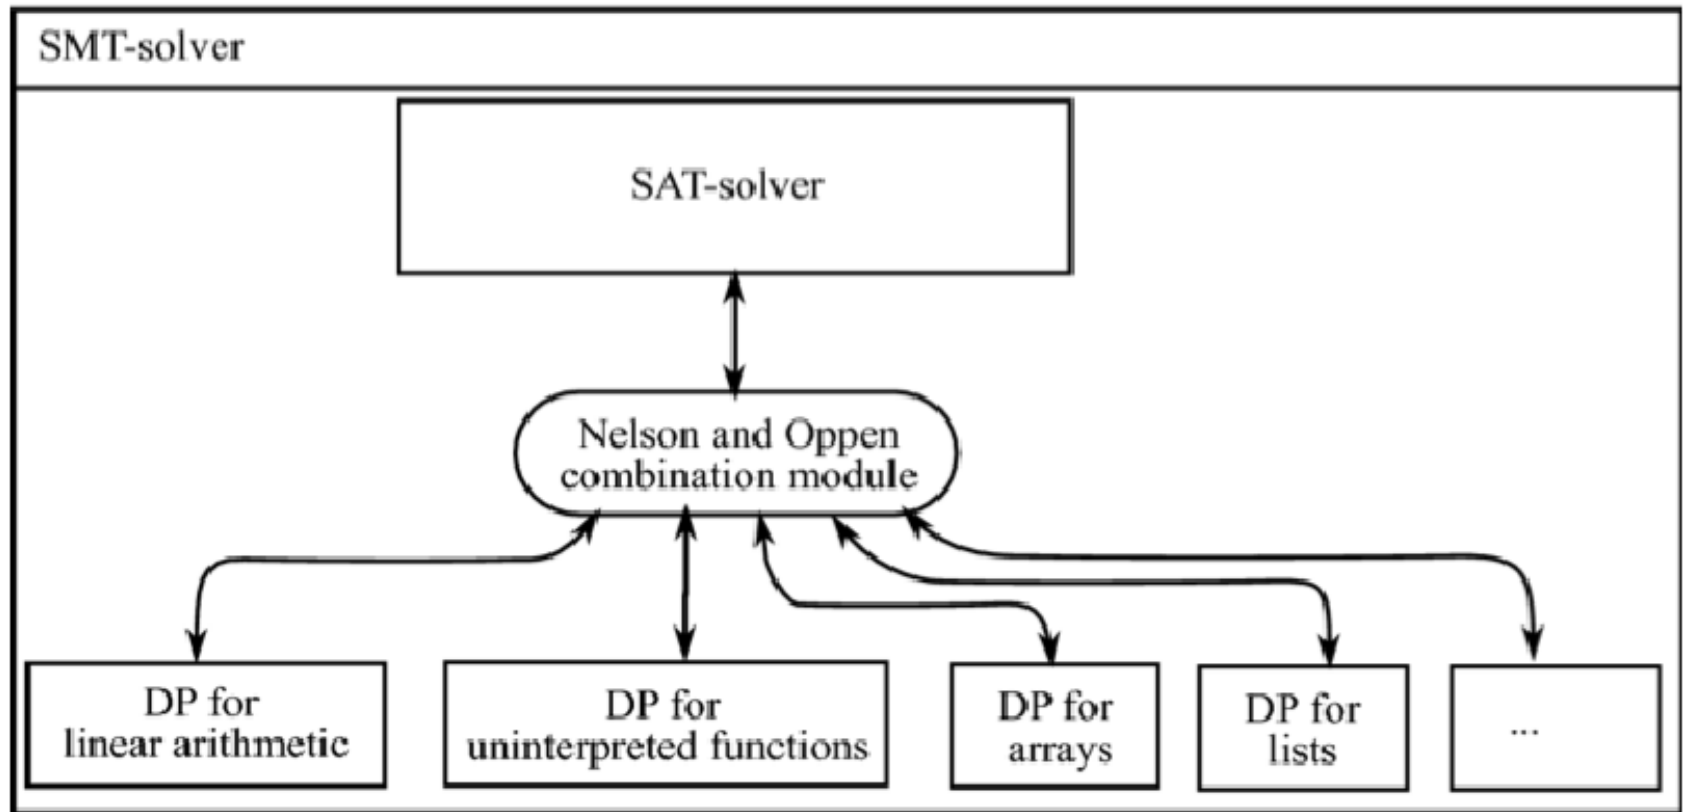 SMT-solver
SAT-solver
Nelson and Oppen
combination module
DP for
linear arithmetic
DP for
uninterpreted functions
DP for
arrays
DP for
lists
...